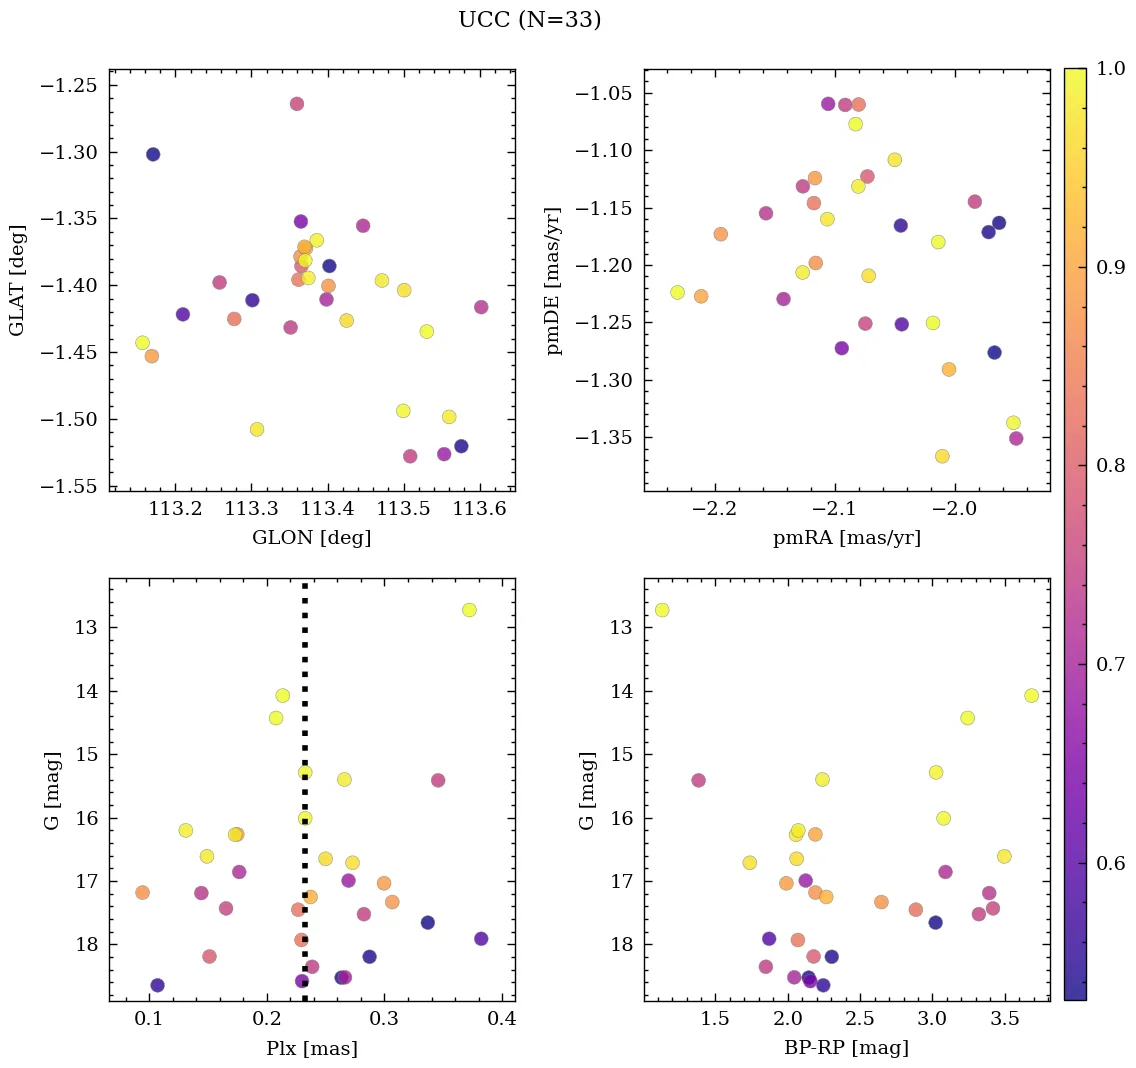 UCC (N=33)
−1.25
−1.30
−1.35
−1.40
−1.45
−1.50
−1.55
GLAT [deg]
113.2 113.3 113.4 113.5 113.6
GLON [deg]
−1.05
−1.10
−1.15
−1.20
−1.25
−1.30
−1.35
pmDE [mas/yr]
−2.2 −2.1 −2.0
pmRA [mas/yr]
13
14
15
16
17
18
G [mag]
0.1 0.2 0.3 0.4
Plx [mas]
13
14
15
16
17
18
G [mag]
1.5 2.0 2.5 3.0 3.5
BP-RP [mag]
1.0
0.9
0.8
0.7
0.6